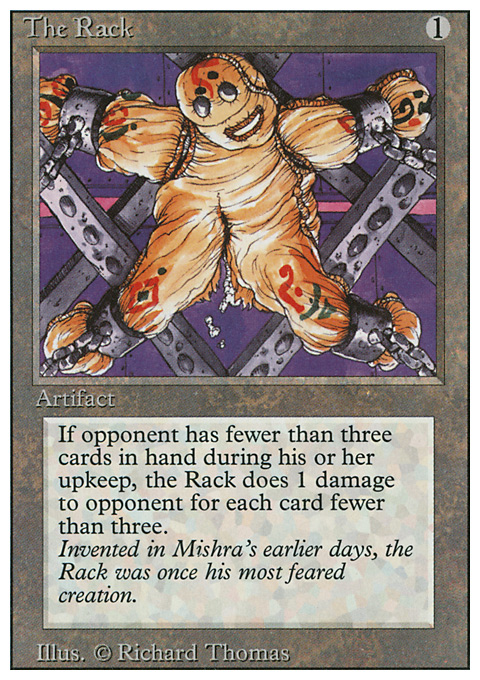 The Rack 1
Artifact
If opponent has fewer than three
cards in hand during his or her
upkeep, the Rack does 1 damage
to opponent for each card fewer
than three.
Invented in Mishra's earlier days, the
Rack was once his most feared
creation.
Illus. © Richard Thomas